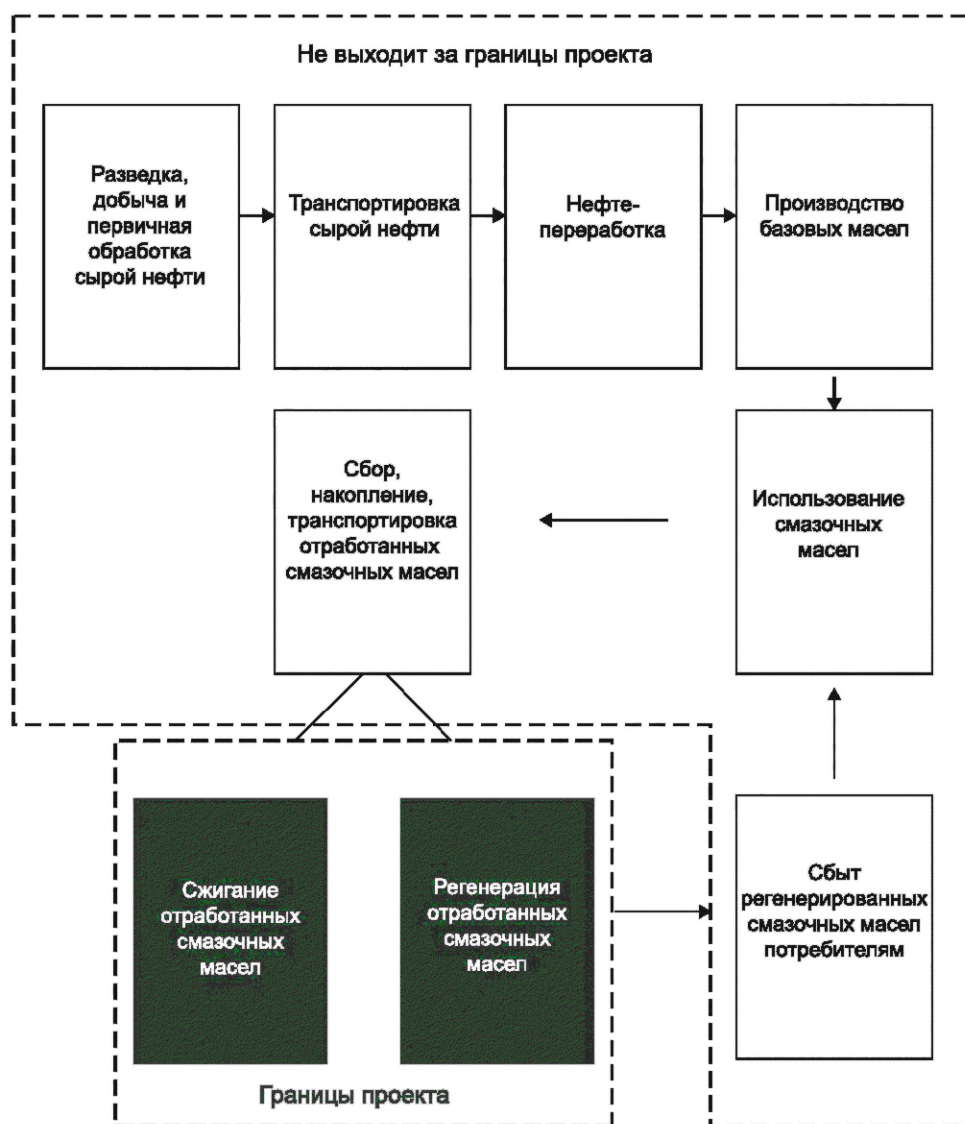 Не выходит за границы проекта
Разведка,
добыча и
первичная
обработка
сырой нефти
Транспортировка
сырой нефти
Нефте-
переработка
Производство
базовых масел
Сбор,
накопление,
транспортировка
отработанных
смазочных масел
Использование
смазочных
масел
Сжигание
отработанных
смазочных
масел
Регенерация
отработанных
смазочных
масел
Сбыт
регенерированных
смазочных масел
потребителям
Границы проекта